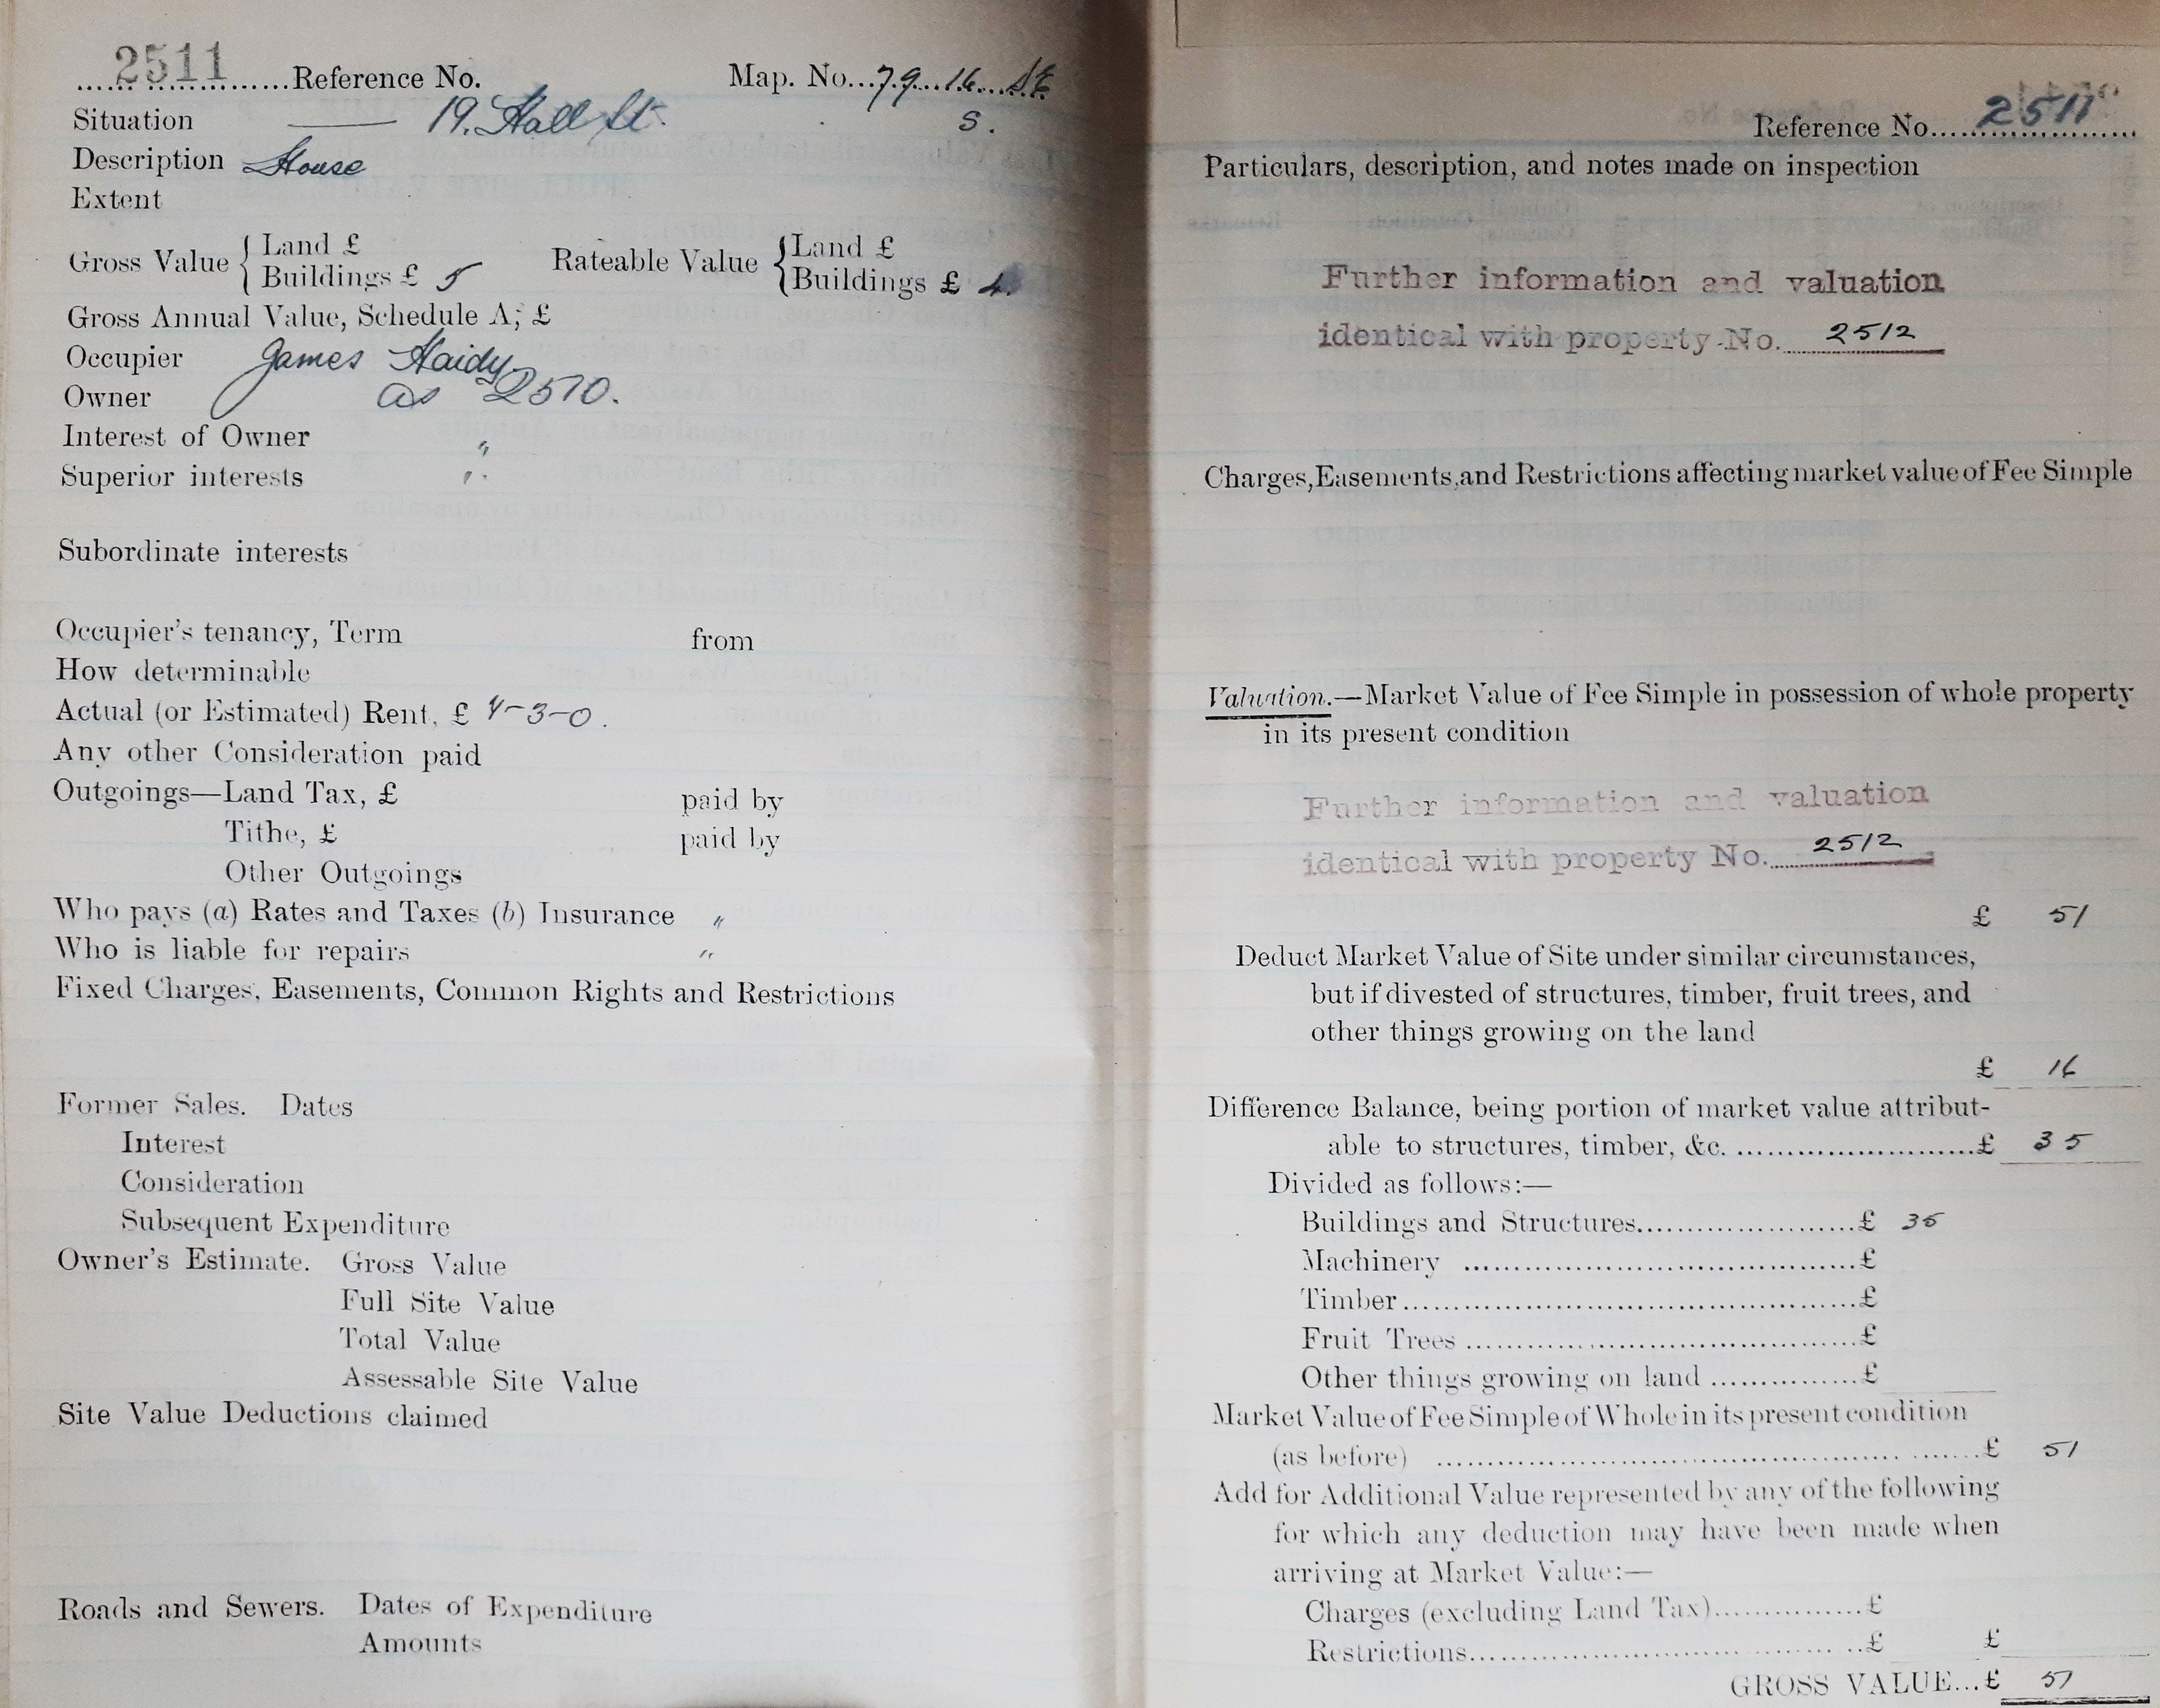 2511 Reference No. Map. No. 79.16. S.E.
Situation 19. Hall St. S.
Description House
Extent
Gross Value { Land £ Rateable Value { Land £
Buildings £ 5 Buildings £ 4
Gross Annual Value, Schedule A, £
Occupier James Haidy
Owner as 2510.
Interest of Owner "
Superior interests "
Subordinate interests
Occupier's tenancy, Term from
How determinable
Actual (or Estimated) Rent, £ 4-3-0.
Any other Consideration paid
Outgoings—Land Tax, £ paid by
Tithe, £ paid by
Other Outgoings
Who pays (a) Rates and Taxes (b) Insurance "
Who is liable for repairs "
Fixed Charges, Easements, Common Rights and Restrictions
Former Sales. Dates
Interest
Consideration
Subsequent Expenditure
Owner's Estimate. Gross Value
Full Site Value
Total Value
Assessable Site Value
Site Value Deductions claimed
Roads and Sewers. Dates of Expenditure
Amounts
Reference No. 2511
Particulars, description, and notes made on inspection
Further information and valuation
identical with property No. 2512
Charges, Easements, and Restrictions affecting market value of Fee Simple
Valuation.—Market Value of Fee Simple in possession of whole property
in its present condition
Further information and valuation
identical with property No. 2512
£ 51
Deduct Market Value of Site under similar circumstances,
but if divested of structures, timber, fruit trees, and
other things growing on the land
£ 16
Difference Balance, being portion of market value attribut-
able to structures, timber, &c. £ 35
Divided as follows:—
Buildings and Structures £ 35
Machinery £
Timber £
Fruit Trees £
Other things growing on land £
Market Value of Fee Simple of Whole in its present condition
(as before) £ 51
Add for Additional Value represented by any of the following
for which any deduction may have been made when
arriving at Market Value:—
Charges (excluding Land Tax) £
Restrictions £ £
GROSS VALUE... £ 51